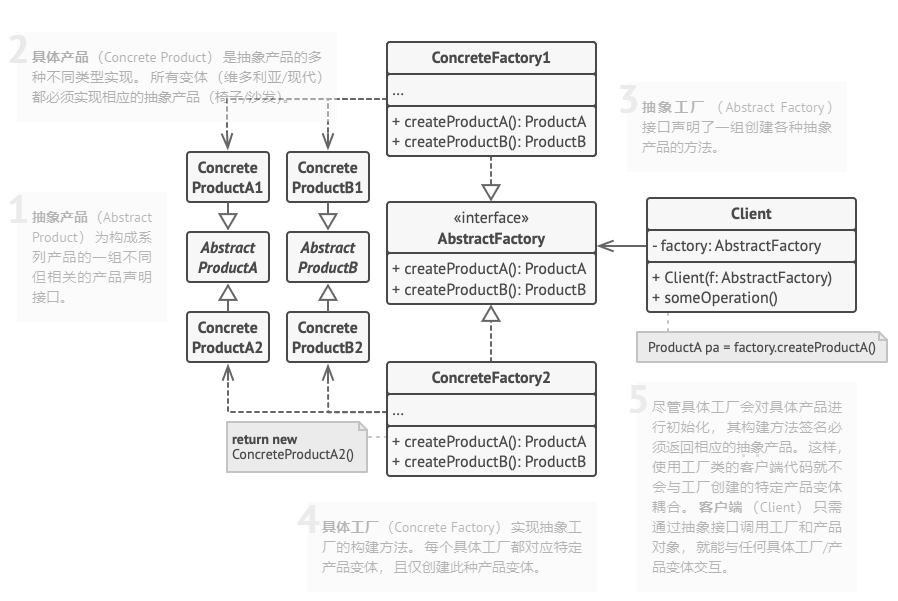 2
具体产品（Concrete Product） 是抽象产品的多
种不同类型实现。 所有变体（维多利亚/现代）
都必须实现相应的抽象产品（椅子/沙发）。
ConcreteFactory1
...
+ createProductA(): ProductA
+ createProductB(): ProductB
3
抽象工厂 （Abstract Factory）
接口声明了一组创建各种抽象
产品的方法。
Concrete
ProductA1
Concrete
ProductB1
1
抽象产品（Abstract
Product） 为构成系
列产品的一组不同
但相关的产品声明
接口。
Abstract
ProductA
Abstract
ProductB
«interface»
AbstractFactory
+ createProductA(): ProductA
+ createProductB(): ProductB
Client
- factory: AbstractFactory
+ Client(f: AbstractFactory)
+ someOperation()
ProductA pa = factory.createProductA()
Concrete
ProductA2
Concrete
ProductB2
ConcreteFactory2
...
+ createProductA(): ProductA
+ createProductB(): ProductB
return new
ConcreteProductA2()
5
尽管具体工厂会对具体产品进
行初始化， 其构建方法签名必
须返回相应的抽象产品。 这样，
使用工厂类的客户端代码就不
会与工厂创建的特定产品变体
耦合。 客户端 （Client） 只需
通过抽象接口调用工厂和产品
对象， 就能与任何具体工厂/产
品变体交互。
4
具体工厂（Concrete Factory） 实现抽象工
厂的构建方法。 每个具体工厂都对应特定
产品变体， 且仅创建此种产品变体。